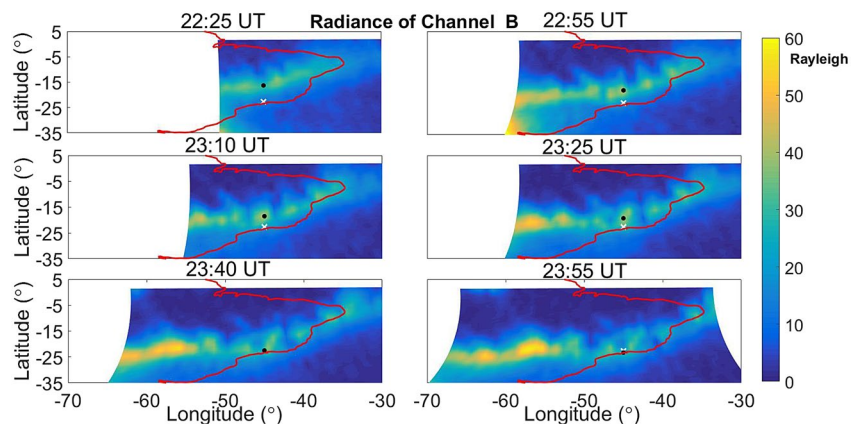 Radiance of Channel B
22:25 UT
22:55 UT
5
-5
-15
-25
-35
Latitude (°)
60
Rayleigh
50
40
30
20
10
0
23:10 UT
23:25 UT
5
-5
-15
-25
-35
Latitude (°)
23:40 UT
23:55 UT
5
-5
-15
-25
-35
Latitude (°)
-70 -60 -50 -40 -30
-70 -60 -50 -40 -30
Longitude (°)
Longitude (°)